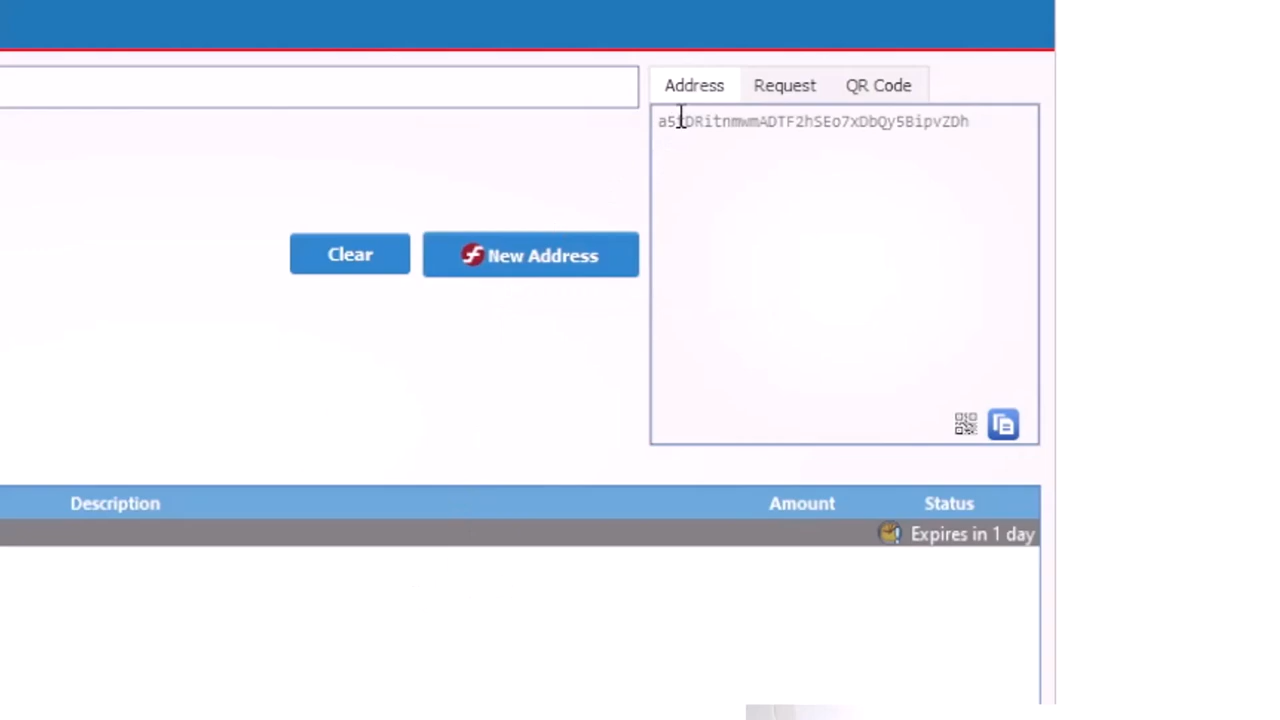 Address Request QR Code
Clear
New Address
Description Amount Status
Expires in 1 day